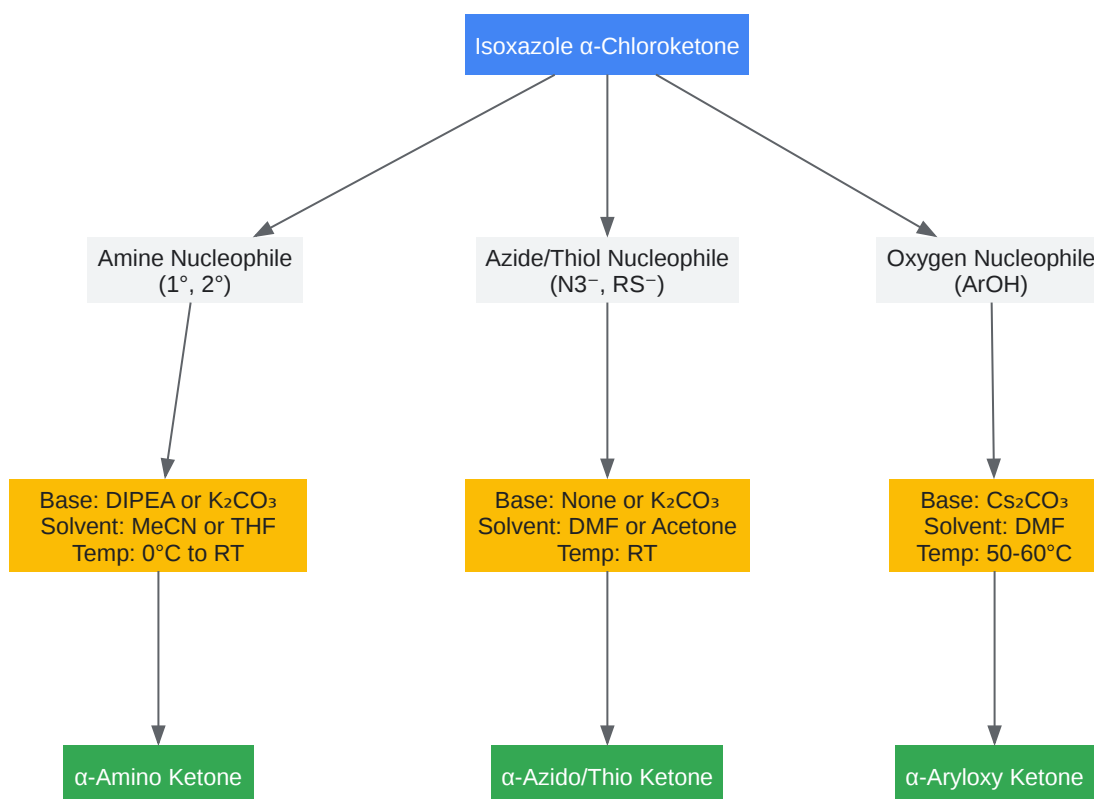 Isoxazole α-Chloroketone
Amine Nucleophile
(1°, 2°)
Azide/Thiol Nucleophile
(N3⁻, RS⁻)
Oxygen Nucleophile
(ArOH)
Base: DIPEA or K₂CO₃
Solvent: MeCN or THF
Temp: 0°C to RT
Base: None or K₂CO₃
Solvent: DMF or Acetone
Temp: RT
Base: Cs₂CO₃
Solvent: DMF
Temp: 50-60°C
α-Amino Ketone
α-Azido/Thio Ketone
α-Aryloxy Ketone